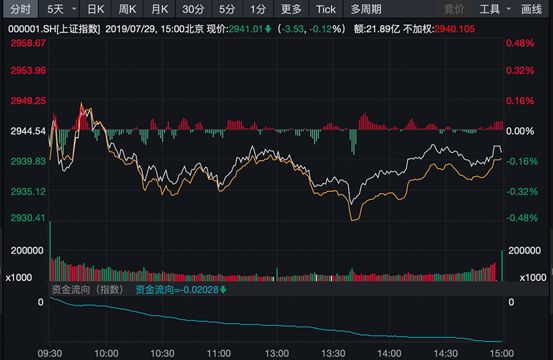 分时 5天 日K 周K 月K 30分 5分 1分 更多 Tick 多周期 竞价 工具 画线
000001.SH[上证指数] 2019/07/29, 15:00北京 现价:2941.01 (-3.53, -0.12%) 额:21.89亿 不加权:2940.105
2958.67 0.48%
2953.96 0.32%
2949.25 0.16%
2944.54 0.00%
2939.83 -0.16%
2935.12 -0.32%
2930.41 -0.48%
200000 200000
x1000 x1000
资金流向（指数） 资金流向=-0.02028
0 0
09:30 10:00 10:30 11:00 13:00 13:30 14:00 14:30 15:00